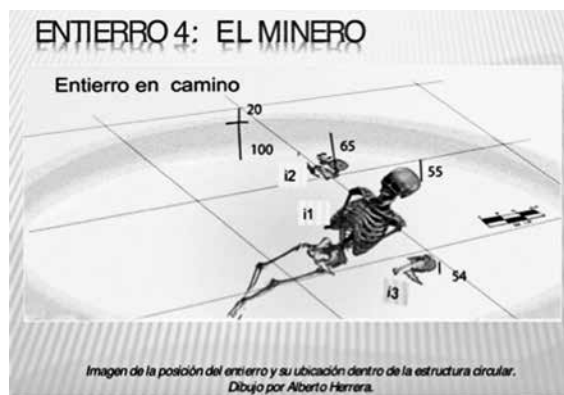 ENTIERRO 4: EL MINERO
Entierro en camino
20
100
65
i2
55
i1
i3
54
Imagen de la posición del entierro y su ubicación dentro de la estructura circular.
Dibujo por Alberto Herrera.